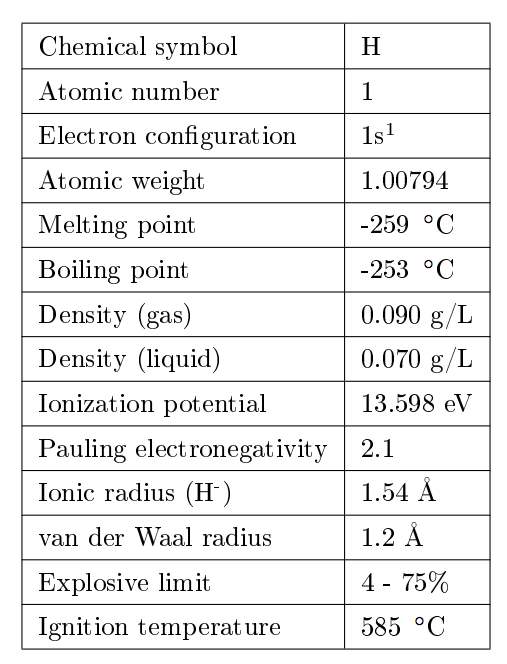 Chemical symbol H
Atomic number 1
Electron configuration 1s¹
Atomic weight 1.00794
Melting point -259 °C
Boiling point -253 °C
Density (gas) 0.090 g/L
Density (liquid) 0.070 g/L
Ionization potential 13.598 eV
Pauling electronegativity 2.1
Ionic radius (H⁻) 1.54 Å
van der Waal radius 1.2 Å
Explosive limit 4 - 75%
Ignition temperature 585 °C